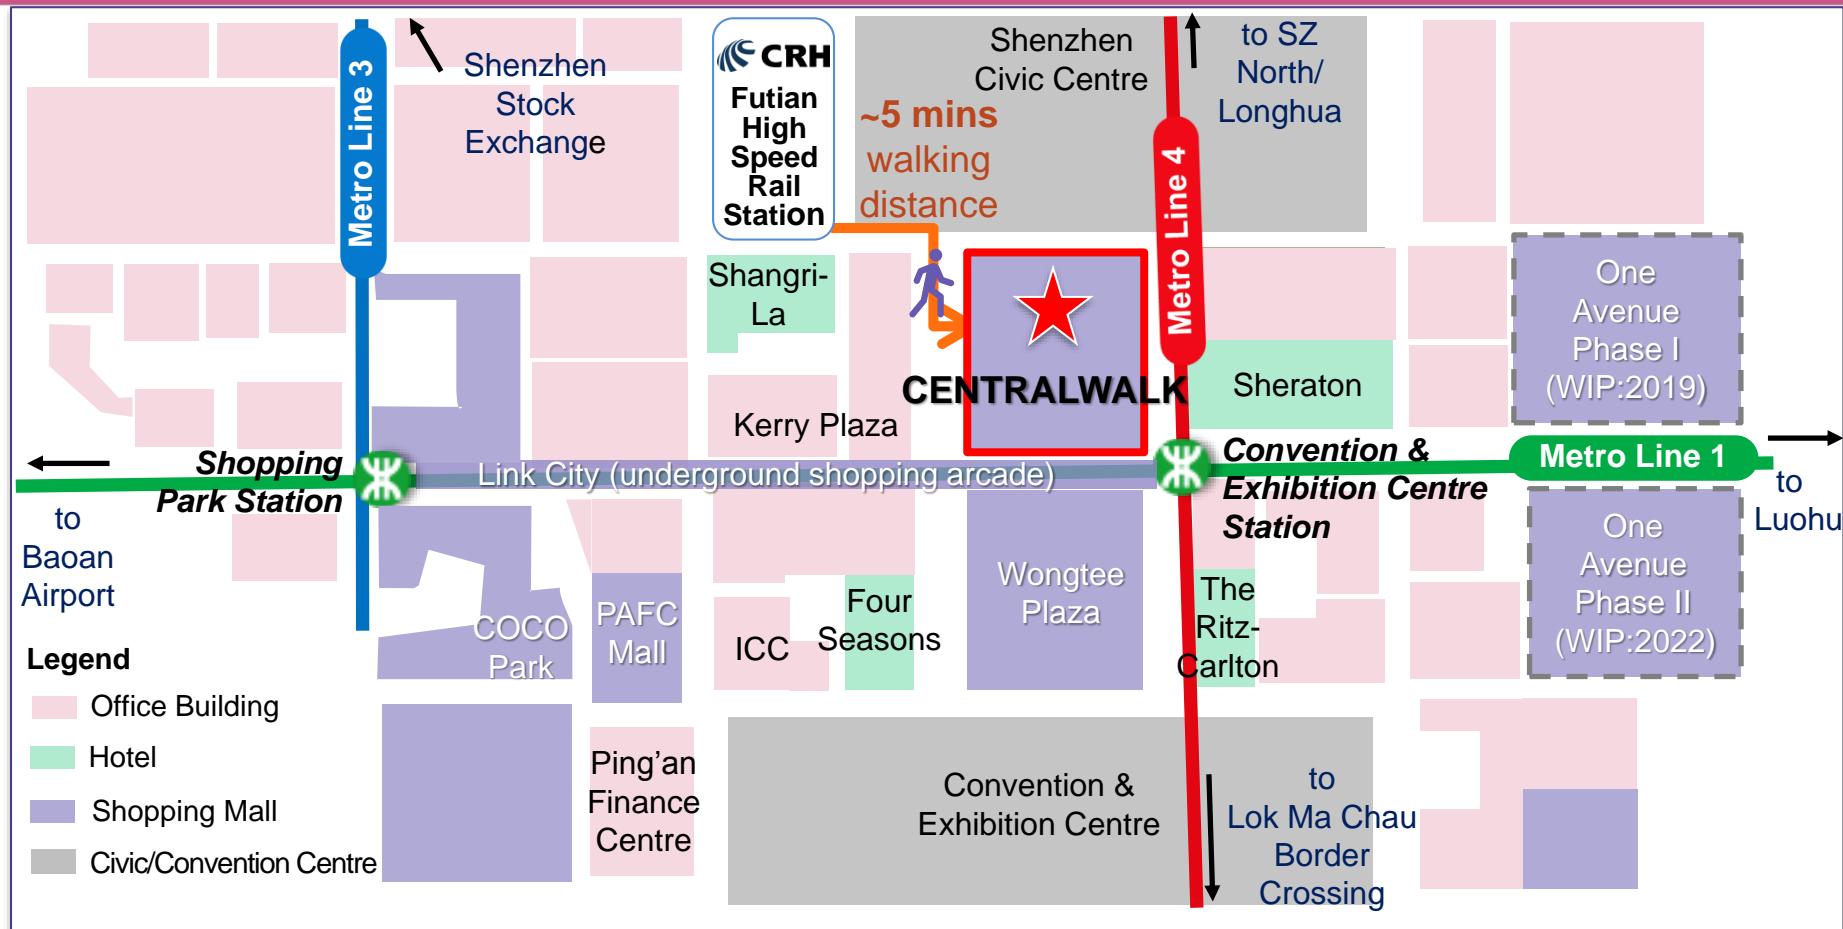 Metro Line 3
Shenzhen
Stock
Exchange
CRH
Futian
High
Speed
Rail
Station
~5 mins
walking
distance
Shenzhen
Civic Centre
to SZ
North/
Longhua
Metro Line 4
Shangri-
La
One
Avenue
Phase I
(WIP:2019)
CENTRALWALK
Sheraton
Kerry Plaza
Shopping
Park Station
Link City (underground shopping arcade)
Convention &
Exhibition Centre
Station
Metro Line 1
to
Luohu
to
Baoan
Airport
COCO
Park
PAFC
Mall
ICC
Four
Seasons
Wongtee
Plaza
The
Ritz-
Carlton
One
Avenue
Phase II
(WIP:2022)
Legend
Office Building
Hotel
Shopping Mall
Civic/Convention Centre
Ping'an
Finance
Centre
Convention &
Exhibition Centre
to
Lok Ma Chau
Border
Crossing